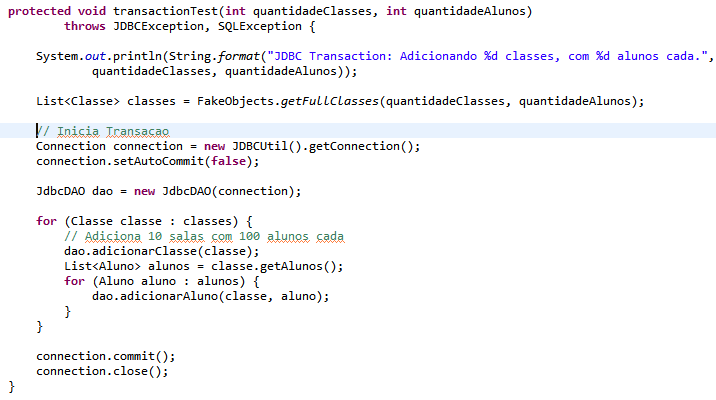 protected void transactionTest(int quantidadeClasses, int quantidadeAlunos)
throws JDBCException, SQLException {
System.out.println(String.format("JDBC Transaction: Adicionando %d classes, com %d alunos cada.",
quantidadeClasses, quantidadeAlunos));
List<Classe> classes = FakeObjects.getFullClasses(quantidadeClasses, quantidadeAlunos);
// Inicia Transacao
Connection connection = new JDBCUtil().getConnection();
connection.setAutoCommit(false);
JdbcDAO dao = new JdbcDAO(connection);
for (Classe classe : classes) {
// Adiciona 10 salas com 100 alunos cada
dao.adicionarClasse(classe);
List<Aluno> alunos = classe.getAlunos();
for (Aluno aluno : alunos) {
dao.adicionarAluno(classe, aluno);
}
}
connection.commit();
connection.close();
}